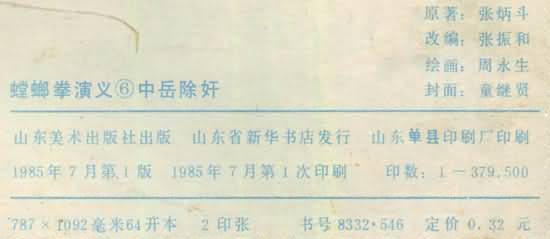 原著：张炳斗
改编：张振和
绘画：周永生
封面：童继贤
螳螂拳演义⑥中岳除奸
山东美术出版社出版 山东省新华书店发行 山东单县印刷厂印刷
1985年7月第1版 1985年7月第1次印刷 印数：1—379,500
787×1092毫米64开本 2印张 书号8332·546 定价0.32元